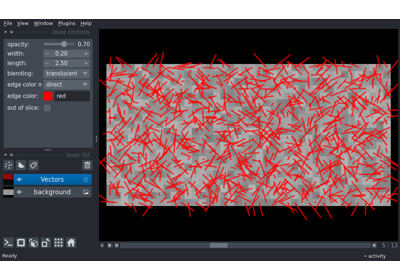 File View Window Plugins Help
layer controls
opacity: 0.70
width: 0.20
length: 2.50
blending: translucent
edge color m direct
edge color: red
out of slice:
layer list
Vectors
background
0 5 13
Ready activity